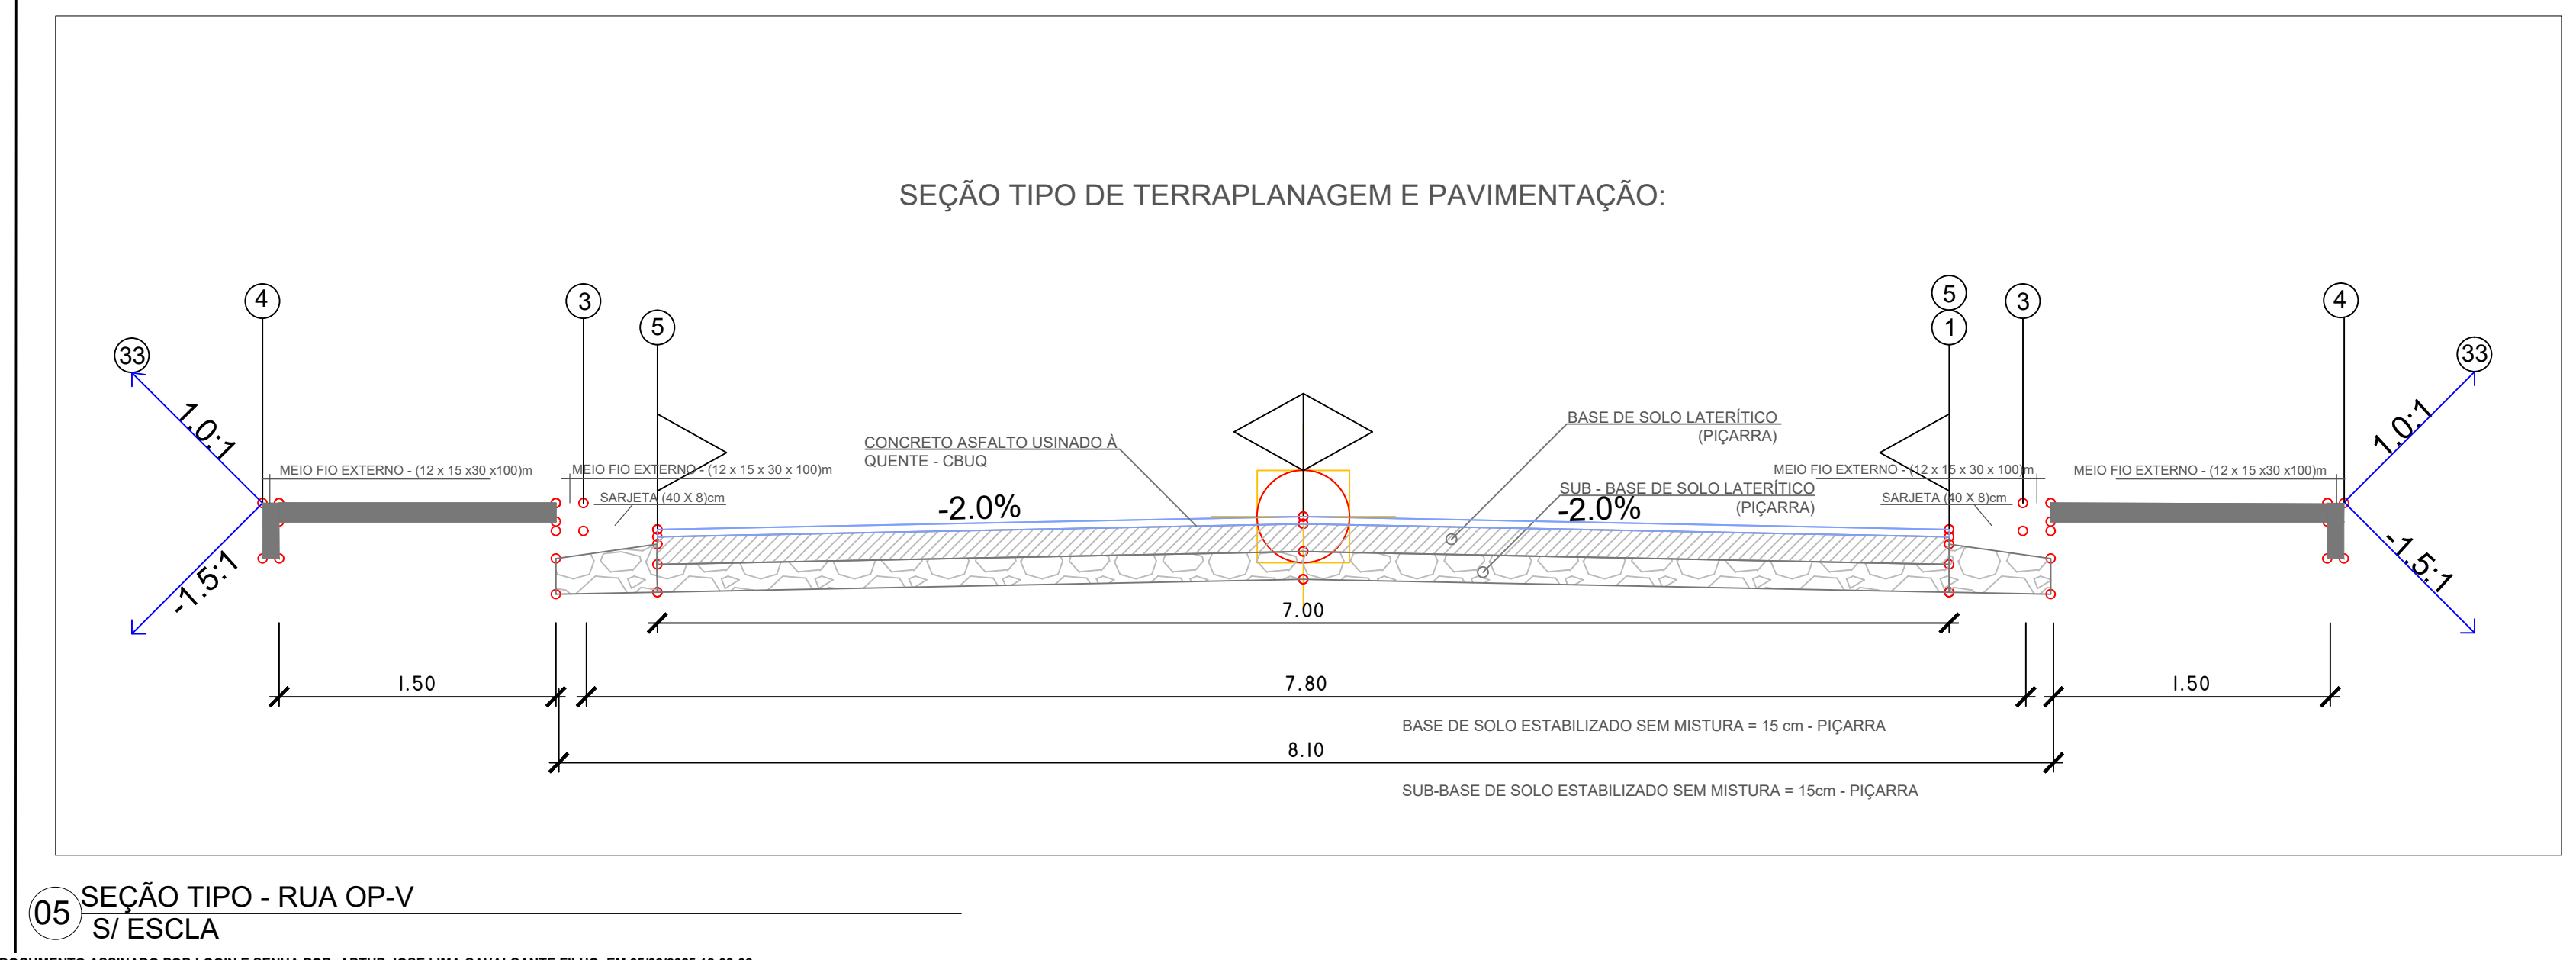 SEÇÃO TIPO DE TERRAPLANAGEM E PAVIMENTAÇÃO:
4
3
5
5
1
3
4
33
33
1.0:1
-1.5:1
1.0:1
-1.5:1
MEIO FIO EXTERNO - (12 x 15 x30 x100)m
MEIO FIO EXTERNO - (12 x 15 x 30 x 100)m
SARJETA (40 X 8)cm
CONCRETO ASFALTO USINADO À
QUENTE - CBUQ
-2.0%
BASE DE SOLO LATERÍTICO
(PIÇARRA)
SUB - BASE DE SOLO LATERÍTICO
(PIÇARRA)
-2.0%
MEIO FIO EXTERNO - (12 x 15 x 30 x 100)m
SARJETA (40 X 8)cm
MEIO FIO EXTERNO - (12 x 15 x30 x100)m
7.00
1.50
7.80
1.50
BASE DE SOLO ESTABILIZADO SEM MISTURA = 15 cm - PIÇARRA
8.10
SUB-BASE DE SOLO ESTABILIZADO SEM MISTURA = 15cm - PIÇARRA
05
SEÇÃO TIPO - RUA OP-V
S/ ESCLA